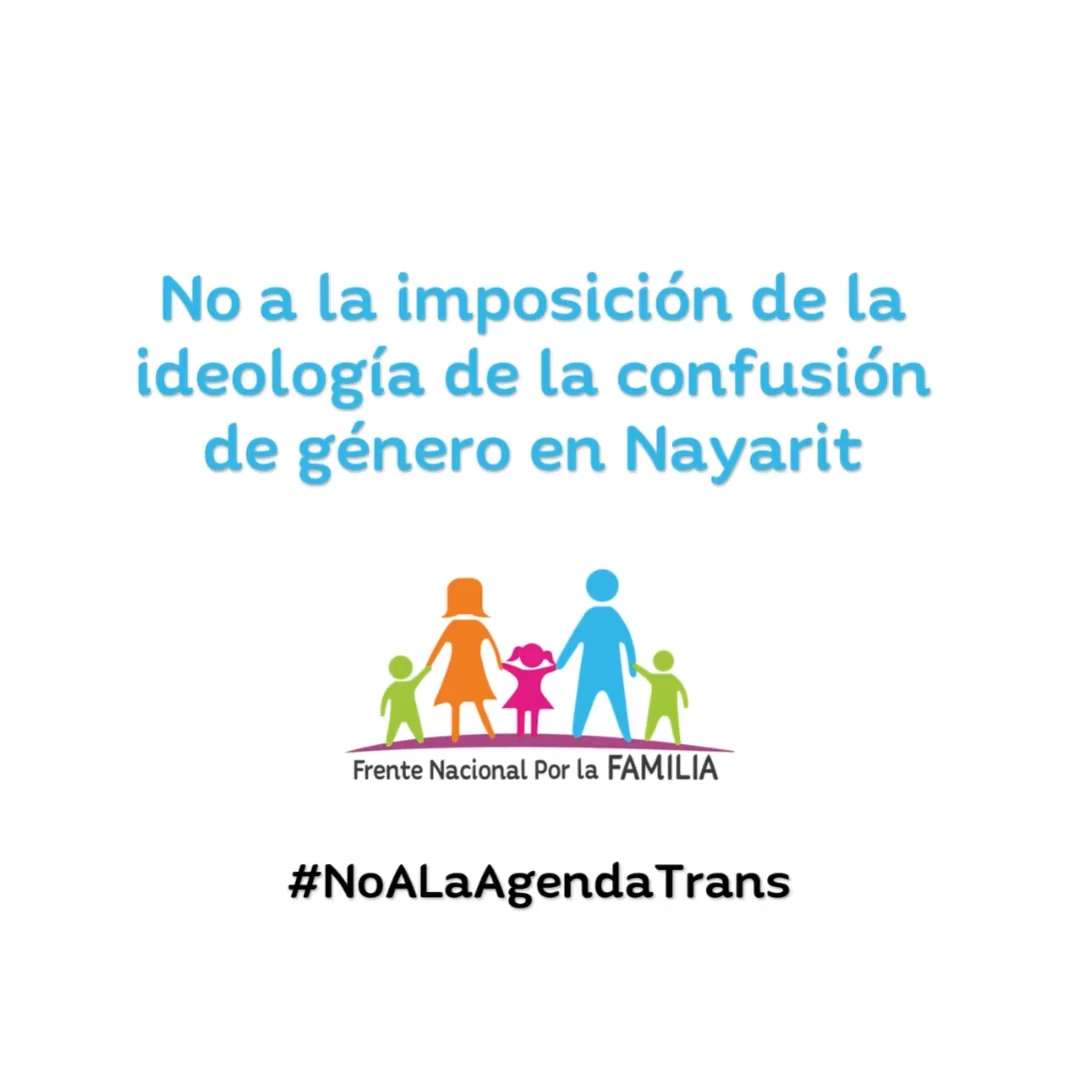 No a la imposición de la
ideología de la confusión
de género en Nayarit
Frente Nacional Por la FAMILIA
#NoALaAgendaTrans